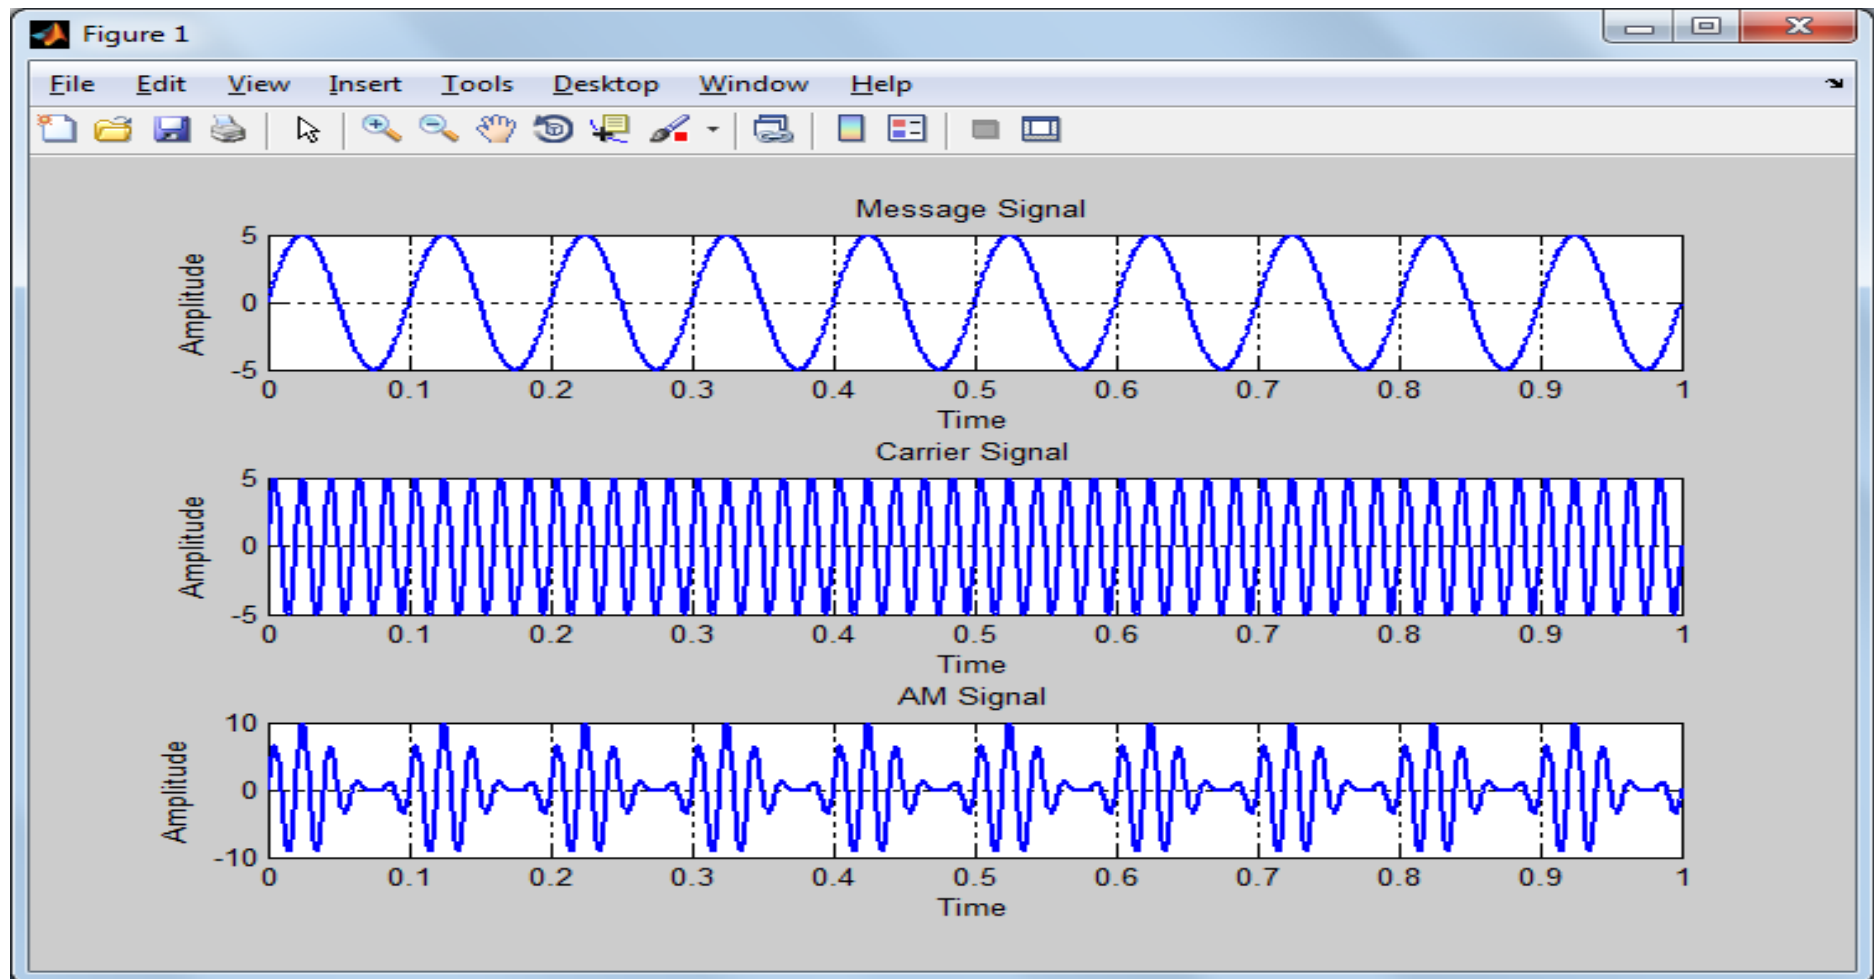 Figure 1
File Edit View Insert Tools Desktop Window Help
Message Signal
Amplitude
5
0
-5
0 0.1 0.2 0.3 0.4 0.5 0.6 0.7 0.8 0.9 1
Time
Carrier Signal
Amplitude
5
0
-5
0 0.1 0.2 0.3 0.4 0.5 0.6 0.7 0.8 0.9 1
Time
AM Signal
Amplitude
10
0
-10
0 0.1 0.2 0.3 0.4 0.5 0.6 0.7 0.8 0.9 1
Time